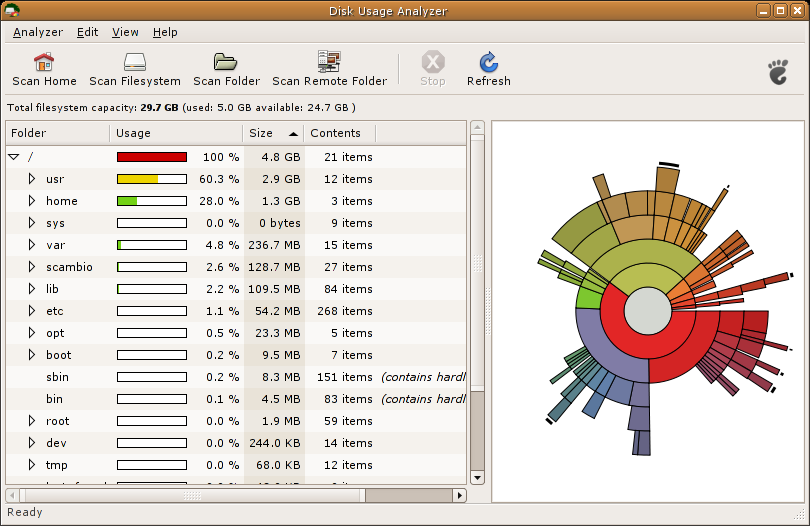 Disk Usage Analyzer
Analyzer Edit View Help
Scan Home Scan Filesystem Scan Folder Scan Remote Folder Stop Refresh
Total filesystem capacity: 29.7 GB (used: 5.0 GB available: 24.7 GB )
Folder Usage Size Contents
/ 100 % 4.8 GB 21 items
usr 60.3 % 2.9 GB 12 items
home 28.0 % 1.3 GB 3 items
sys 0.0 % 0 bytes 9 items
var 4.8 % 236.7 MB 15 items
scambio 2.6 % 128.7 MB 27 items
lib 2.2 % 109.5 MB 84 items
etc 1.1 % 54.2 MB 268 items
opt 0.5 % 23.3 MB 5 items
boot 0.2 % 9.5 MB 7 items
sbin 0.2 % 8.3 MB 151 items (contains hardl
bin 0.1 % 4.5 MB 83 items (contains hardl
root 0.0 % 1.9 MB 59 items
dev 0.0 % 244.0 KB 14 items
tmp 0.0 % 68.0 KB 12 items
Ready